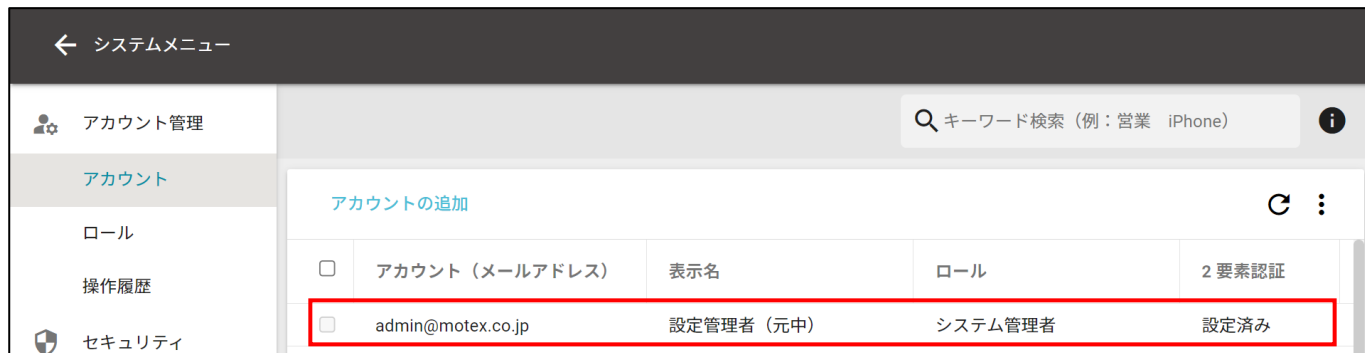 システムメニュー
アカウント管理
キーワード検索（例：営業　iPhone）
アカウント
アカウントの追加
ロール
アカウント（メールアドレス） 表示名 ロール 2 要素認証
操作履歴
admin@motex.co.jp 設定管理者（元中） システム管理者 設定済み
セキュリティ